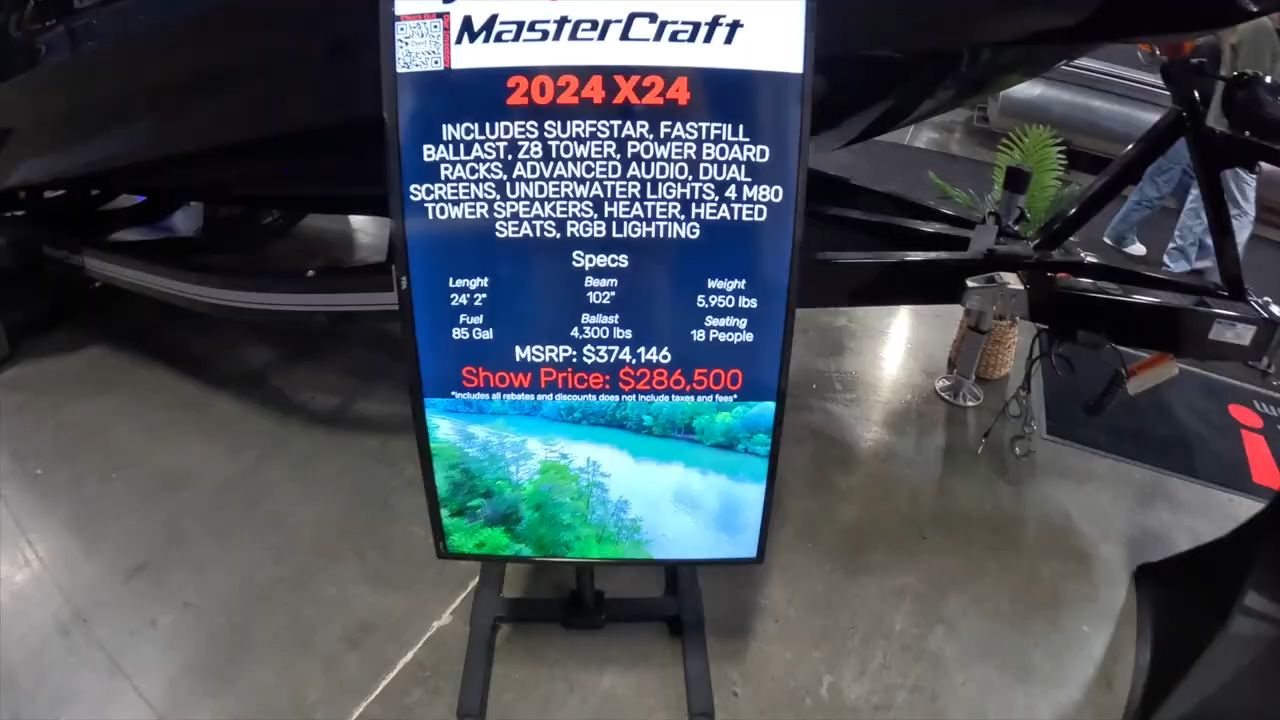 Check Out
MasterCraft
2024 X24
INCLUDES SURFSTAR, FASTFILL
BALLAST, Z8 TOWER, POWER BOARD
RACKS, ADVANCED AUDIO, DUAL
SCREENS, UNDERWATER LIGHTS, 4 M80
TOWER SPEAKERS, HEATER, HEATED
SEATS, RGB LIGHTING
Specs
Lenght Beam Weight
24' 2" 102" 5,950 lbs
Fuel Ballast Seating
85 Gal 4,300 lbs 18 People
MSRP: $374,146
Show Price: $286,500
*includes all rebates and discounts does not include taxes and fees*